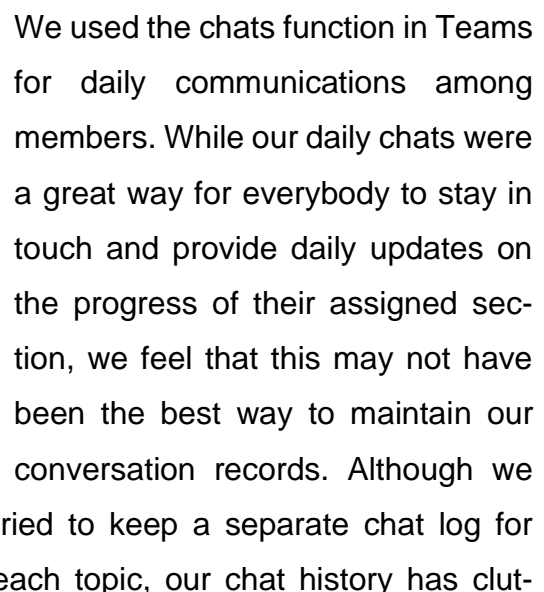 We used the chats function in Teams
for daily communications among
members. While our daily chats were
a great way for everybody to stay in
touch and provide daily updates on
the progress of their assigned sec-
tion, we feel that this may not have
been the best way to maintain our
conversation records. Although we
ried to keep a separate chat log for
each topic, our chat history has clut-